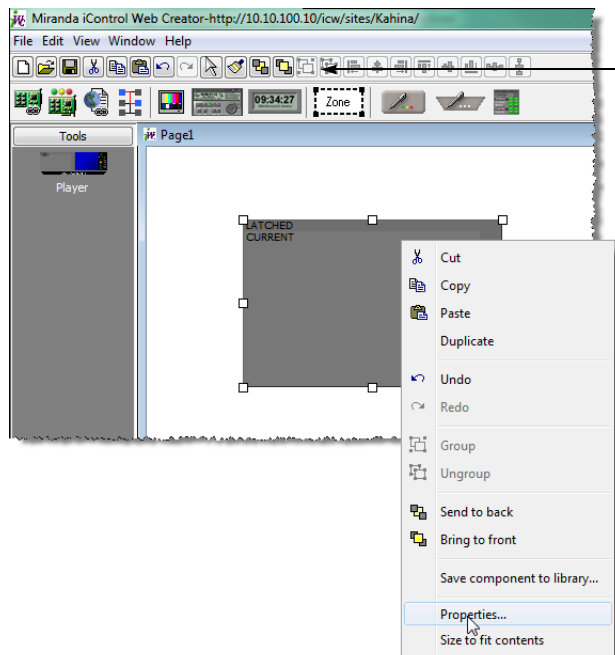 Miranda iControl Web Creator-http://10.10.100.10/icw/sites/Kahina/
File Edit View Window Help
09:34:27
Zone
Tools
Page1
Player
LATCHED
CURRENT
Cut
Copy
Paste
Duplicate
Undo
Redo
Group
Ungroup
Send to back
Bring to front
Save component to library...
Properties...
Size to fit contents